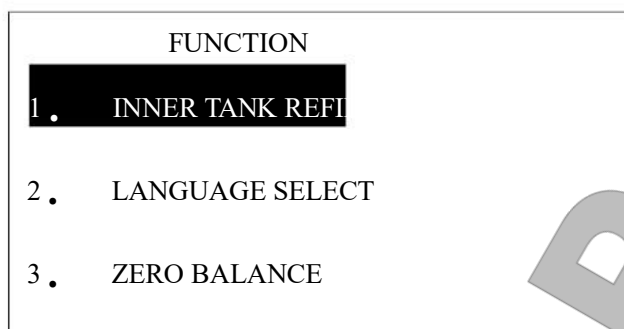 FUNCTION
1. INNER TANK REFI
2. LANGUAGE SELECT
3. ZERO BALANCE